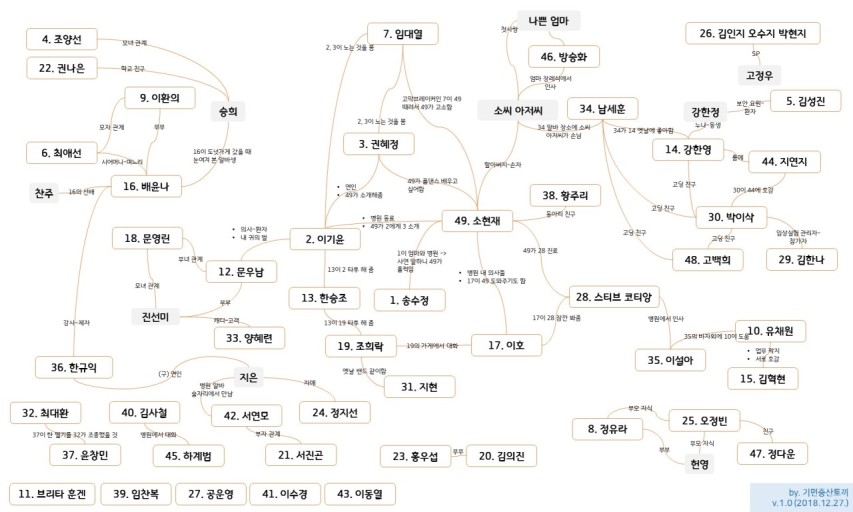 나쁜 엄마
7. 임대열
4. 조양선
모녀 관계
첫사랑
26. 김인지 오수지 박현지
2, 3이 노는 것을 봄
46. 방승화
22. 권나은
학교 친구
SP
엄마 장례식에서
인사
고정우
9. 이환의
승희
고약브레이커인 7이 49
때려서 49가 고소함
소씨 아저씨
34. 남세훈
강한정
보안 요원-
환자
5. 김성진
2, 3이 노는 것을 봄
누나-동생
모자 관계
부부
34 알바 장소에 소씨
아저씨가 손님
34가 14 옛날에 좋아함
6. 최애선
3. 권혜정
14. 강한영
룸메
44. 지연지
시어머니-며느리
16이 도넛가게 갔을 때
눈여겨 본 알바생
할아버지-손자
16. 배윤나
연인
49가 소개해줌
49가 폴댄스 배우고
싶어함
고딩 친구
30이 44에 호감
찬주
16의 선배
38. 황주리
고딩 친구
30. 박이삭
동아리 친구
49. 소현재
병원 동료
49가 2에게 3 소개
의사-환자
내 귀의 벌
18. 문영린
2. 이기윤
고딩 친구
고딩 친구
임상실험 관리자-
참가자
부녀 관계
1이 엄마와 병원 ->
사연 말하니 49가
울먹임
49가 28 진료
48. 고백희
29. 김한나
12. 문우남
13이 2 타투 해 줌
병원 내 의사들
17이 49 도와주기도 함
모녀 관계
13. 한승조
1. 송수정
28. 스티브 코티앙
부부
진선미
캐디-고객
13이 19 타투 해 줌
17이 28 잠깐 봐줌
병원에서 인사
33. 양혜련
10. 유채원
35의 바자회에 10이 도움
19. 조희락
19의 가게에서 대화
17. 이호
강사-제자
업무 파지
서로 호감
35. 이설아
36. 한규익
(구) 연인
지은
옛날 밴드 같이함
15. 김혁현
31. 지현
병원 알바
술자리에서 만남
자매
32. 최대환
40. 김사철
42. 서연모
24. 정지선
부모 자식
25. 오정빈
8. 정유라
37이 탄 헬기를 32가 조종했을 것
병원에서 대화
부자 관계
부모 자식
친구
37. 윤창민
45. 하계범
21. 서진곤
23. 홍우섭
부부
20. 김의진
부부
헌영
47. 정다운
11. 브리타 훈겐
39. 임찬복
27. 공운영
41. 이수경
43. 이동열
by. 기면증산토끼
v.1.0 (2018.12.27.)